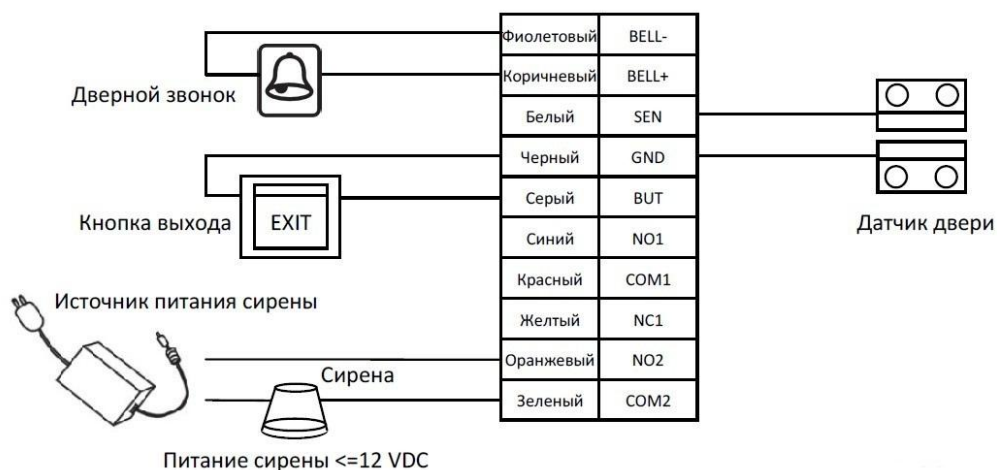 Фиолетовый BELL-
Коричневый BELL+
Дверной звонок
Белый SEN
Черный GND
Серый BUT
Кнопка выхода
EXIT
Датчик двери
Синий NO1
Красный COM1
Источник питания сирены
Желтый NC1
Оранжевый NO2
Сирена
Зеленый COM2
Питание сирены <=12 VDC